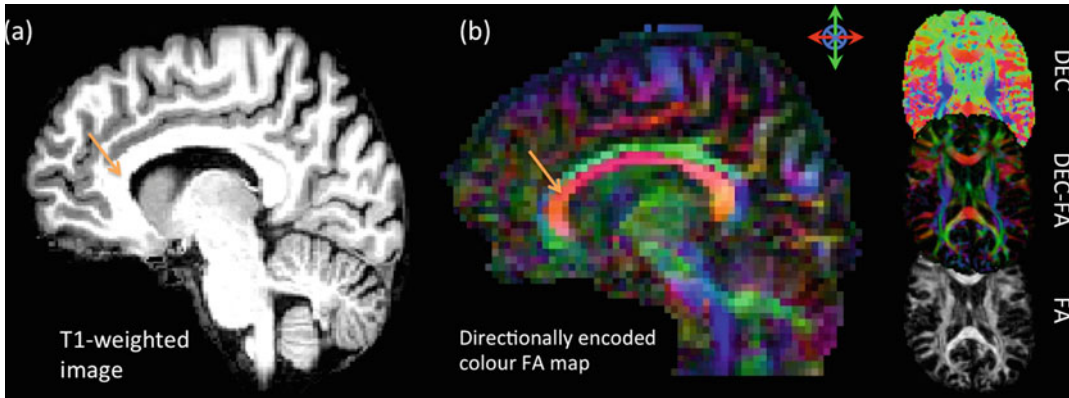 (a)
T1-weighted
image
(b)
Directionally encoded
colour FA map
DEC
DEC-FA
FA